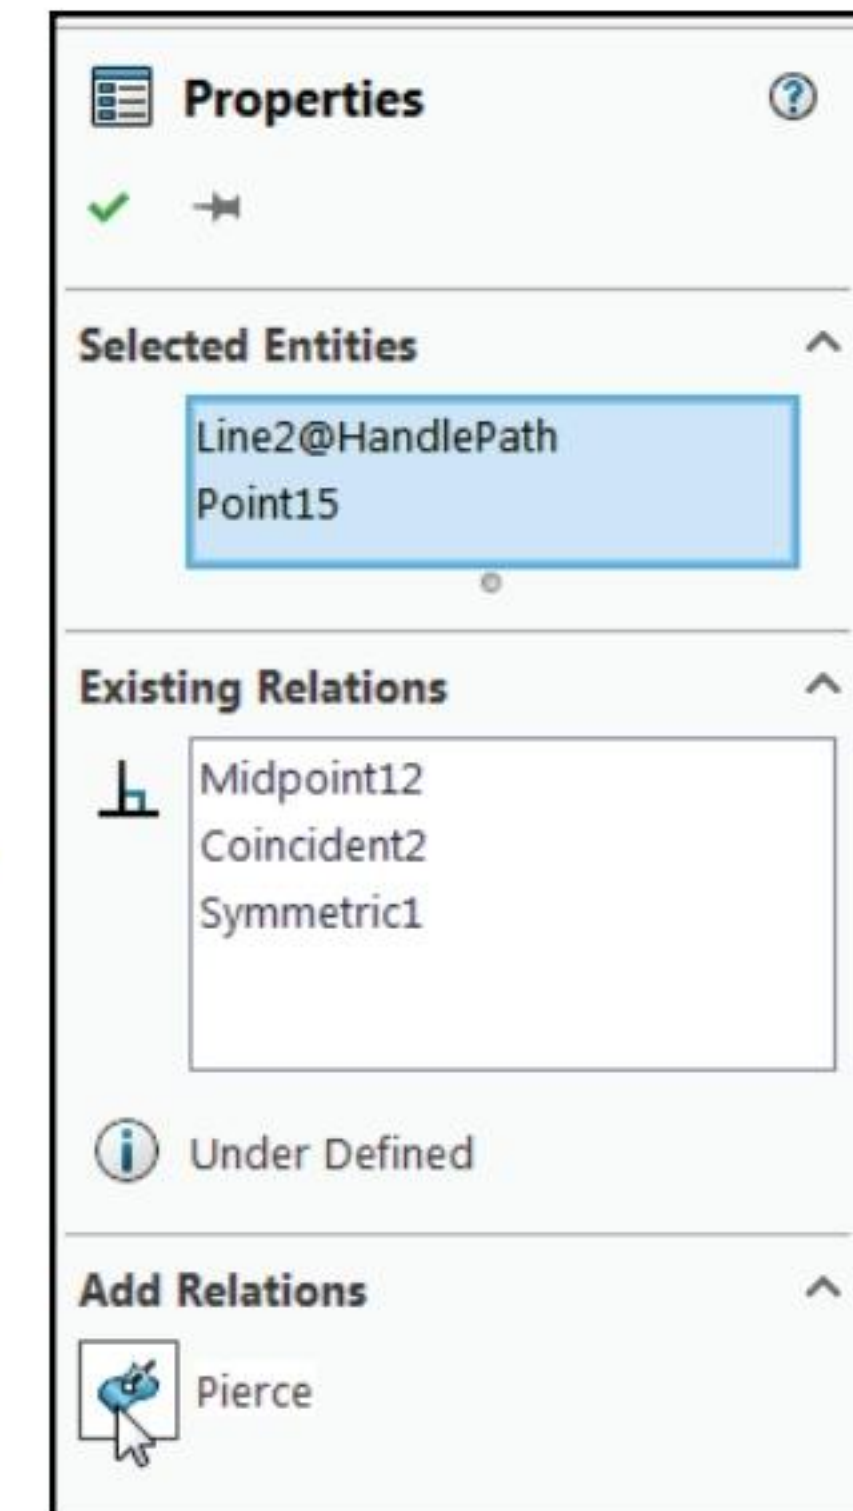 Properties
?
Selected Entities
Line2@HandlePath
Point15
Existing Relations
Midpoint12
Coincident2
Symmetric1
i Under Defined
Add Relations
Pierce